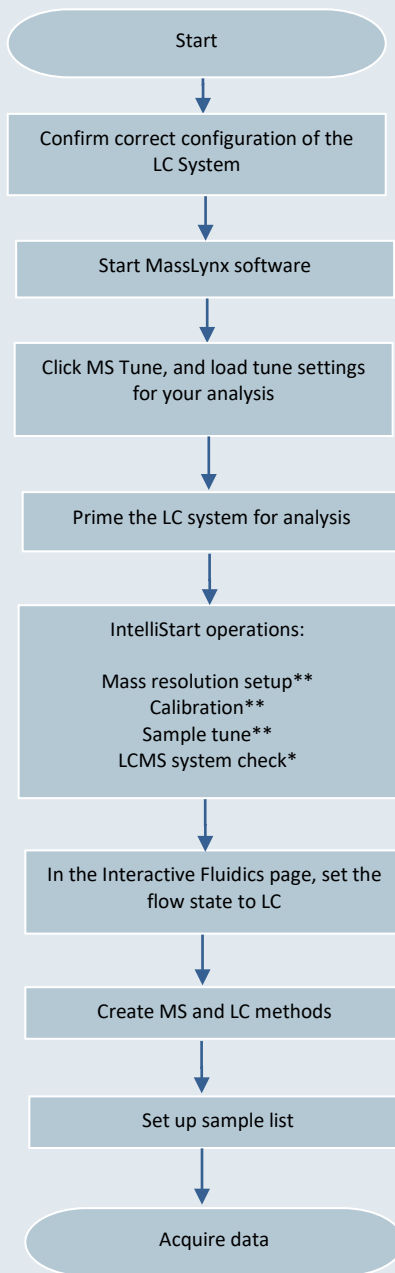 Start
Confirm correct configuration of the
LC System
Start MassLynx software
Click MS Tune, and load tune settings
for your analysis
Prime the LC system for analysis
IntelliStart operations:
Mass resolution setup**
Calibration**
Sample tune**
LCMS system check*
In the Interactive Fluidics page, set the
flow state to LC
Create MS and LC methods
Set up sample list
Acquire data